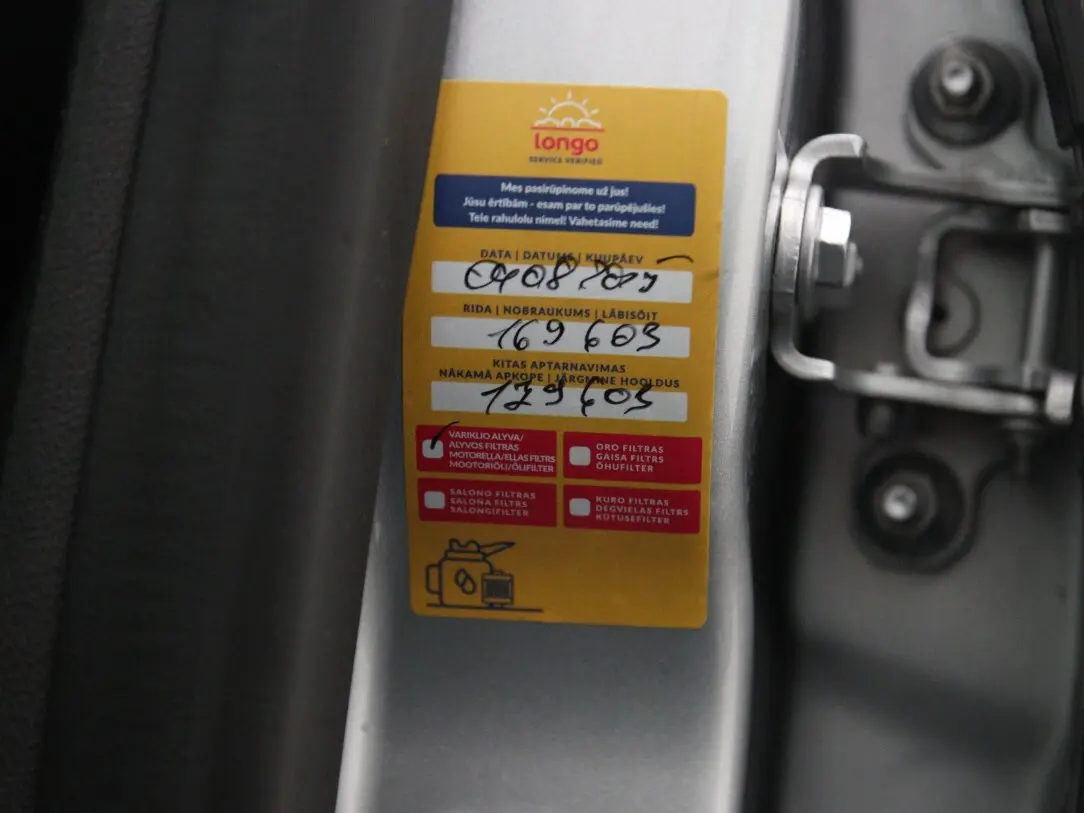 longo
SERVICE VERIFIED
Mes pasirūpinome už jus!
Jūsu ērtībām - esam par to parūpējušies!
Teie rahulolu nimel! Vahetasime need!
DATA | DATUMS | KUUPÄEV
RIDA | NOBRAUKUMS | LÄBISÕIT
169 603
KITAS APTARNAVIMAS
NĀKAMĀ APKOPE | JÄRGMINE HOOLDUS
179 603
VARIKLIO ALYVA/
ALYVOS FILTRAS
MOTOREĻĻA/EĻĻAS FILTRS
MOOTORIÕLI/ÕLIFILTER
ORO FILTRAS
GAISA FILTRS
ÕHUFILTER
SALONO FILTRAS
SALONA FILTRS
SALONGIFILTER
KURO FILTRAS
DEGVIELAS FILTRS
KÜTUSEFILTER